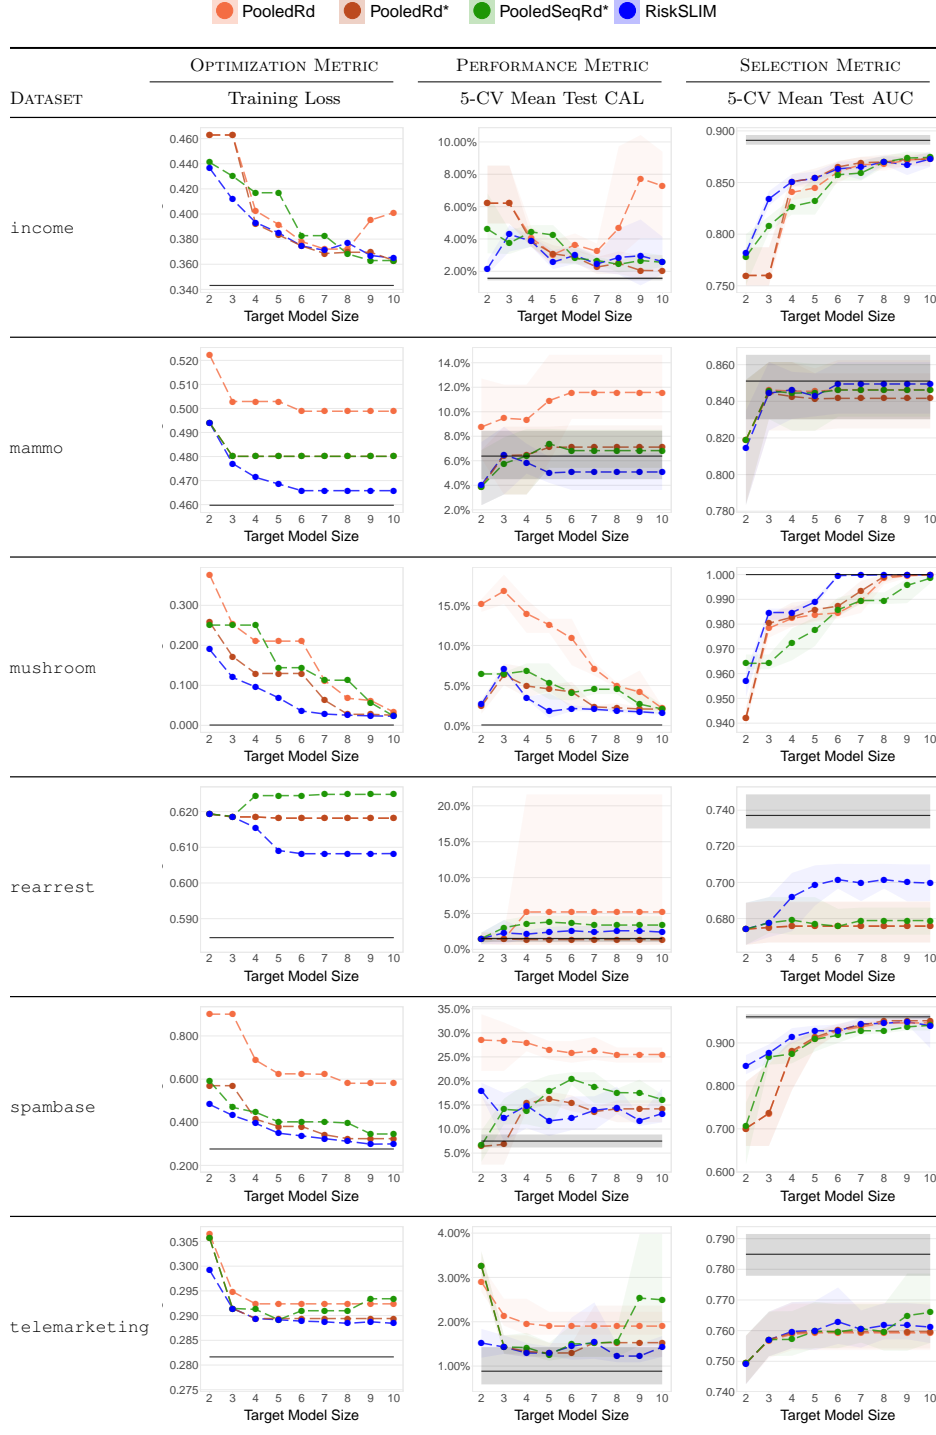 PooledRd PooledRd* PooledSeqRd* RiskSLIM
OPTIMIZATION METRIC PERFORMANCE METRIC SELECTION METRIC
DATASET Training Loss 5-CV Mean Test CAL 5-CV Mean Test AUC
income
0.460
0.440
0.420
0.400
0.380
0.360
0.340
2 3 4 5 6 7 8 9 10
Target Model Size
10.00%
8.00%
6.00%
4.00%
2.00%
2 3 4 5 6 7 8 9 10
Target Model Size
0.900
0.850
0.800
0.750
2 3 4 5 6 7 8 9 10
Target Model Size
mammo
0.520
0.510
0.500
0.490
0.480
0.470
0.460
2 3 4 5 6 7 8 9 10
Target Model Size
14.0%
12.0%
10.0%
8.0%
6.0%
4.0%
2.0%
2 3 4 5 6 7 8 9 10
Target Model Size
0.860
0.840
0.820
0.800
0.780
2 3 4 5 6 7 8 9 10
Target Model Size
mushroom
0.300
0.200
0.100
0.000
2 3 4 5 6 7 8 9 10
Target Model Size
15.0%
10.0%
5.0%
0.0%
2 3 4 5 6 7 8 9 10
Target Model Size
1.000
0.990
0.980
0.970
0.960
0.950
0.940
2 3 4 5 6 7 8 9 10
Target Model Size
rearrest
0.620
0.610
0.600
0.590
2 3 4 5 6 7 8 9 10
Target Model Size
20.0%
15.0%
10.0%
5.0%
0.0%
2 3 4 5 6 7 8 9 10
Target Model Size
0.740
0.720
0.700
0.680
2 3 4 5 6 7 8 9 10
Target Model Size
spambase
0.800
0.600
0.400
0.200
2 3 4 5 6 7 8 9 10
Target Model Size
35.0%
30.0%
25.0%
20.0%
15.0%
10.0%
5.0%
2 3 4 5 6 7 8 9 10
Target Model Size
0.900
0.800
0.700
0.600
2 3 4 5 6 7 8 9 10
Target Model Size
telemarketing
0.305
0.300
0.295
0.290
0.285
0.280
0.275
2 3 4 5 6 7 8 9 10
Target Model Size
4.00%
3.00%
2.00%
1.00%
2 3 4 5 6 7 8 9 10
Target Model Size
0.790
0.780
0.770
0.760
0.750
0.740
2 3 4 5 6 7 8 9 10
Target Model Size